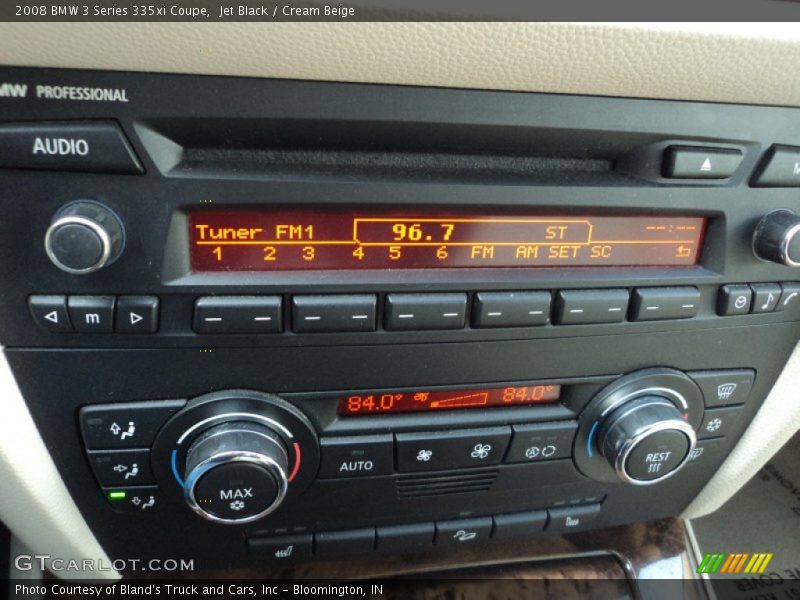 2008 BMW 3 Series 335xi Coupe,  Jet Black / Cream Beige
PROFESSIONAL
AUDIO
Tuner FM1 96.7 ST --:--
1 2 3 4 5 6 FM AM SET SC
m
84.0° 84.0°
AUTO
MAX
REST
GTCARLOT.COM
Photo Courtesy of Bland's Truck and Cars, Inc – Bloomington, IN